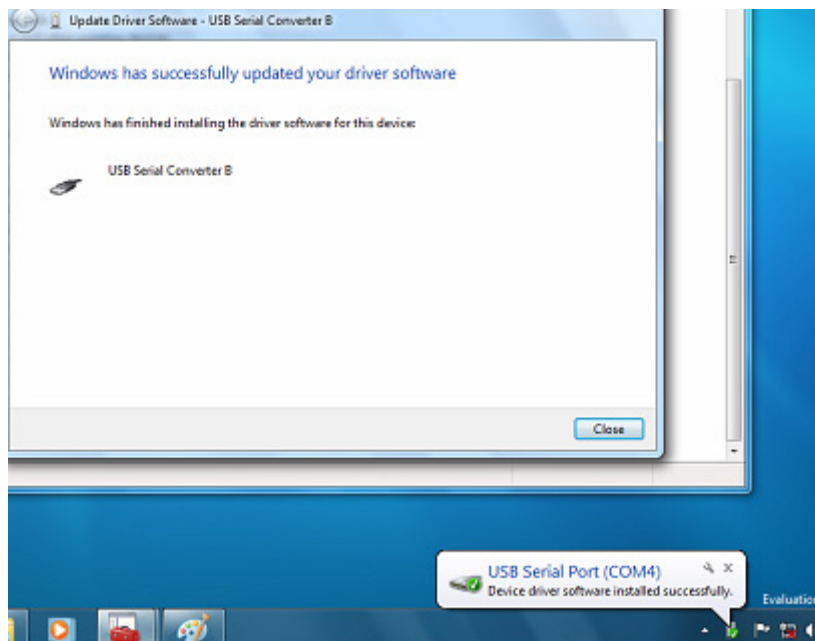 Update Driver Software - USB Serial Converter B
Windows has successfully updated your driver software
Windows has finished installing the driver software for this device:
USB Serial Converter B
Close
USB Serial Port (COM4)
Device driver software installed successfully.
Evaluation